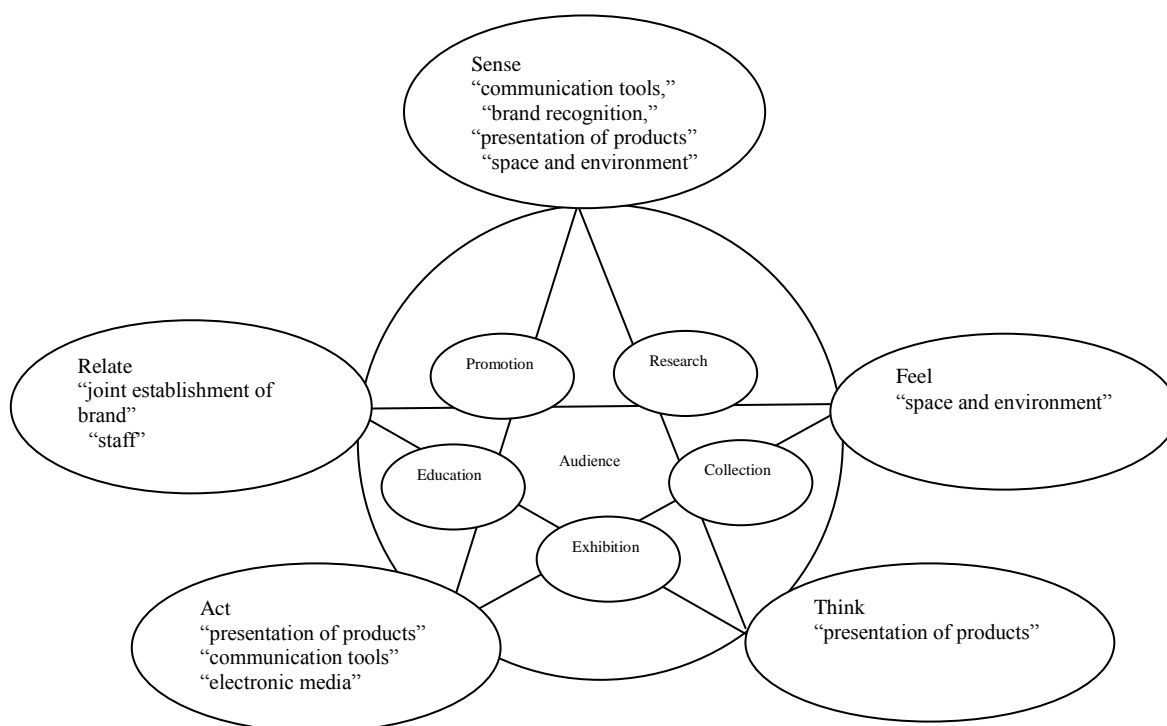 Sense
“communication tools,”
“brand recognition,”
“presentation of products”
“space and environment”
Promotion
Research
Relate
“joint establishment of
brand”
“staff”
Feel
“space and environment”
Audience
Education
Collection
Exhibition
Act
“presentation of products”
“communication tools”
“electronic media”
Think
“presentation of products”